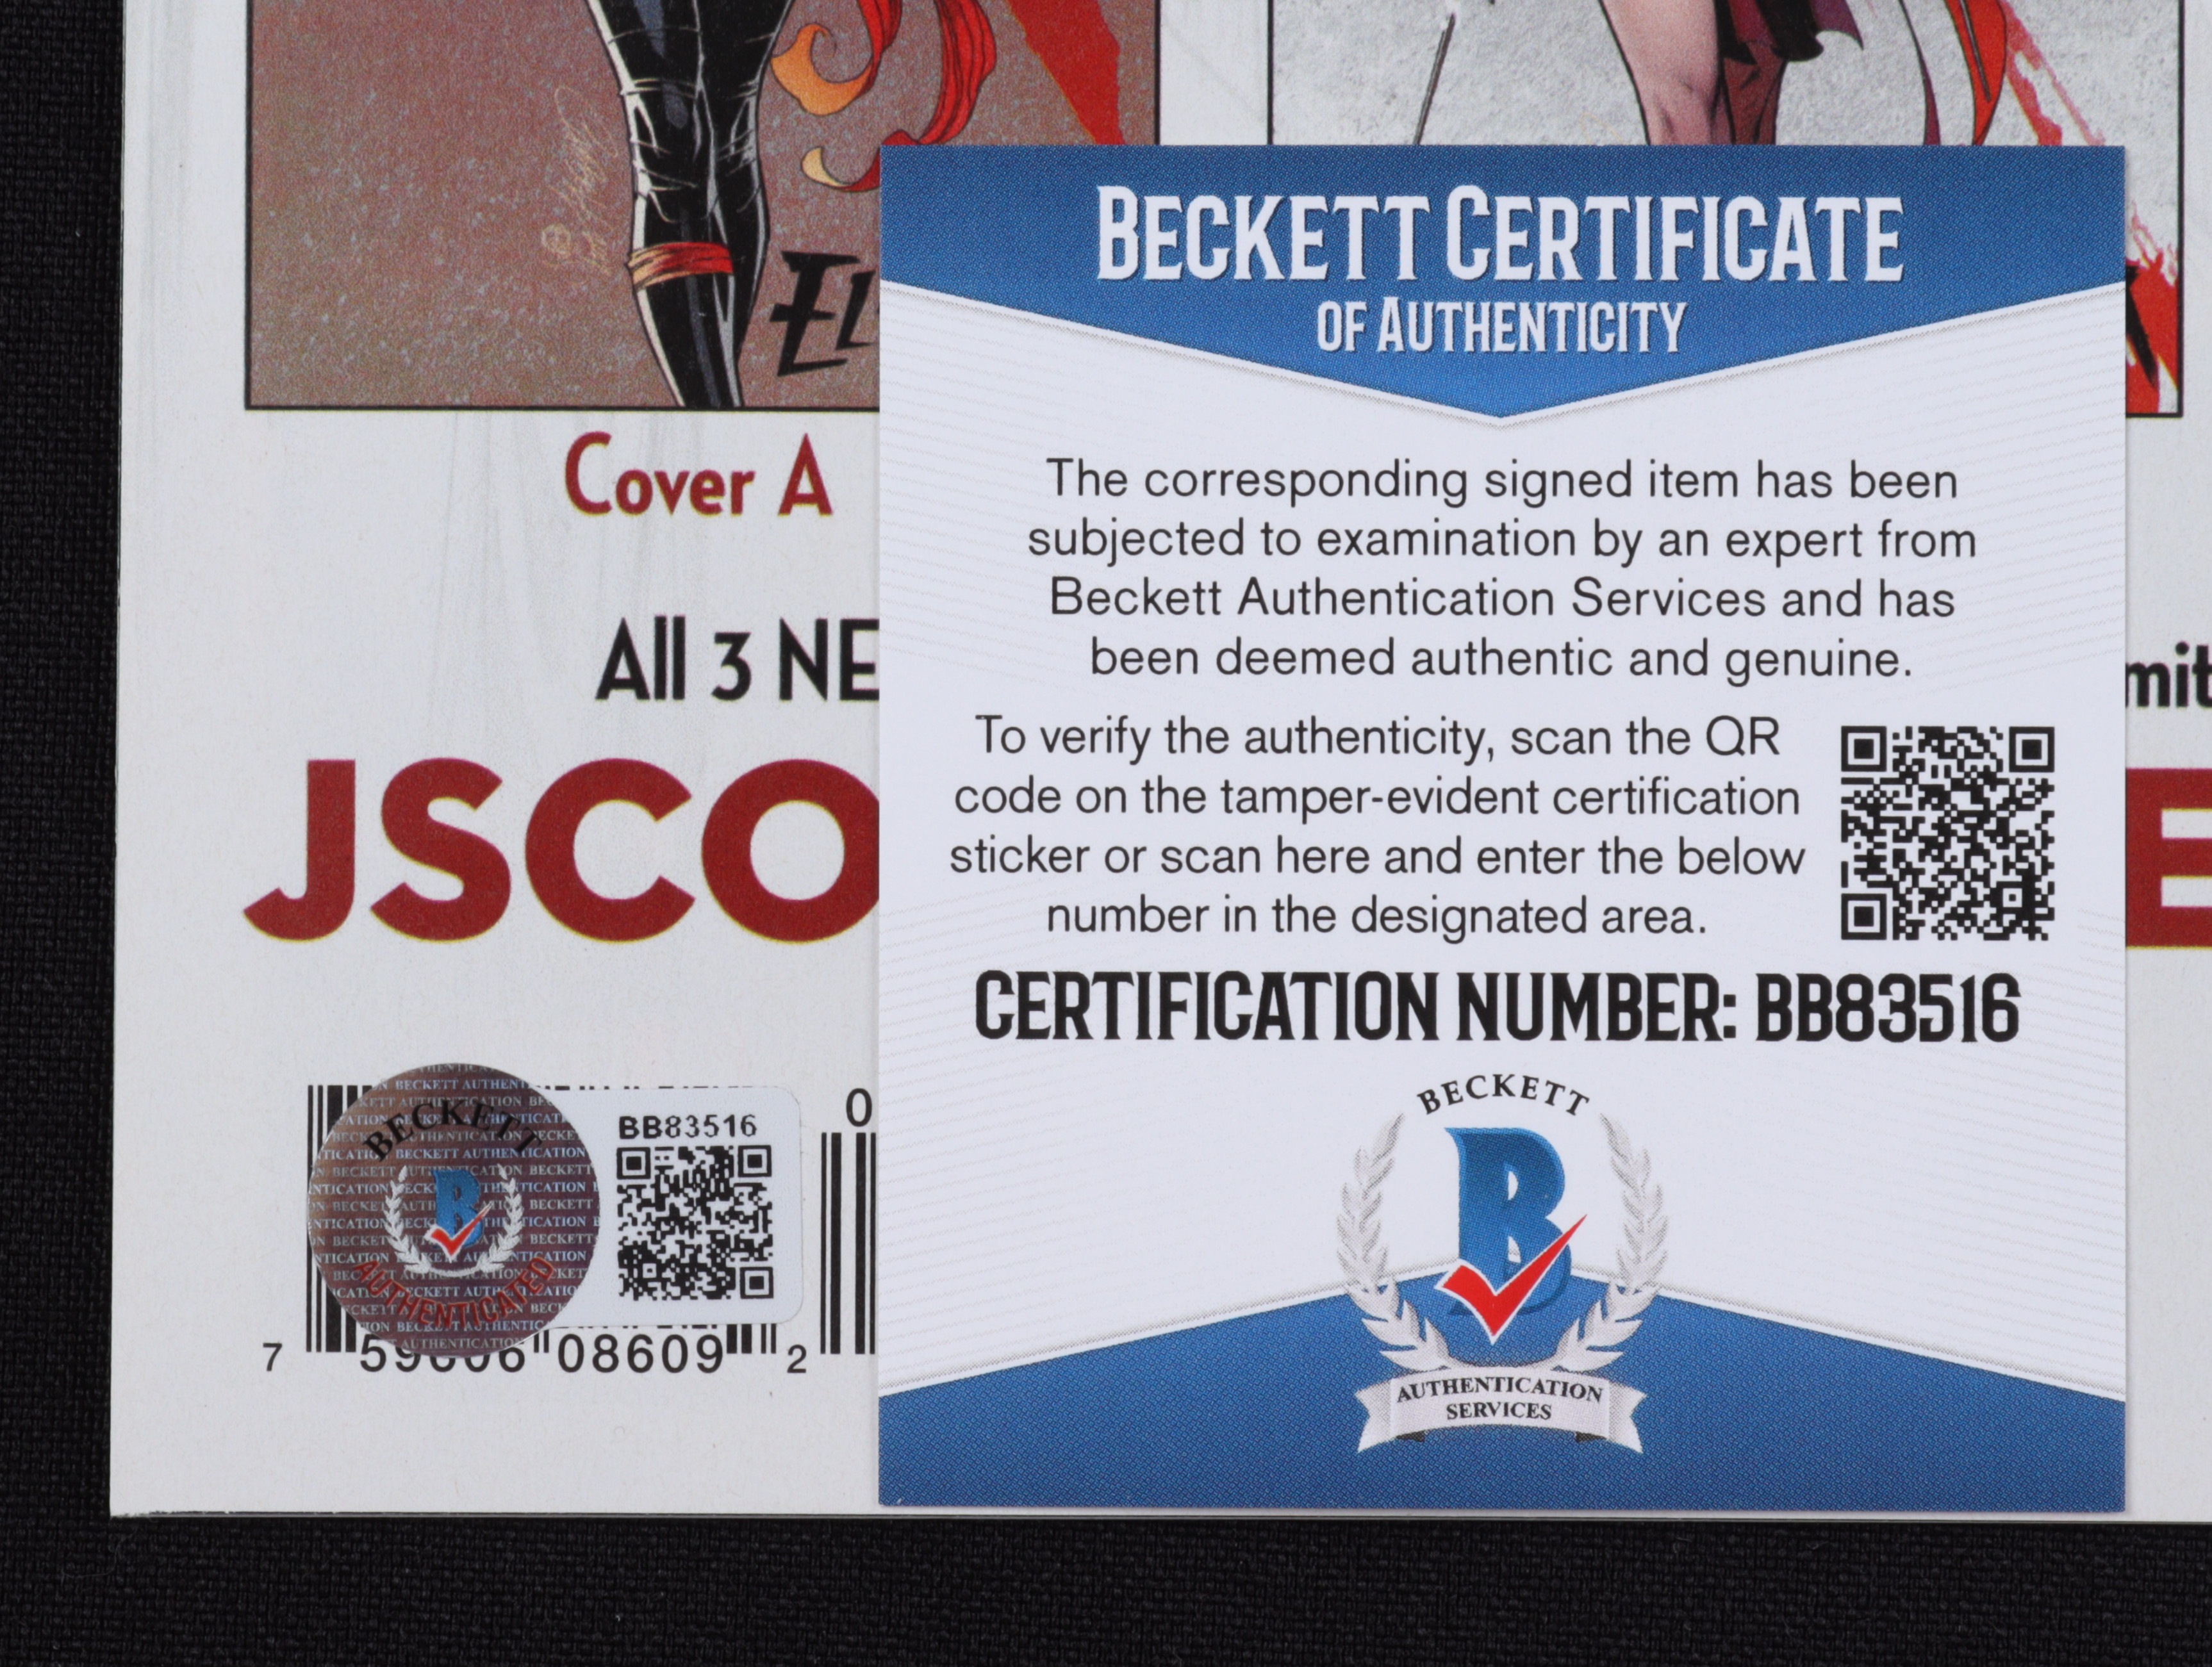 EL
Cover A
All 3 NE
mit
JSCO
E
BECKETT CERTIFICATE
OF AUTHENTICITY
The corresponding signed item has been
subjected to examination by an expert from
Beckett Authentication Services and has
been deemed authentic and genuine.
To verify the authenticity, scan the QR
code on the tamper-evident certification
sticker or scan here and enter the below
number in the designated area.
CERTIFICATION NUMBER: BB83516
BECKETT
B
AUTHENTICATION
SERVICES
BECKETT
B
AUTHENTICATED
BB83516
0
7 59606 08609 2